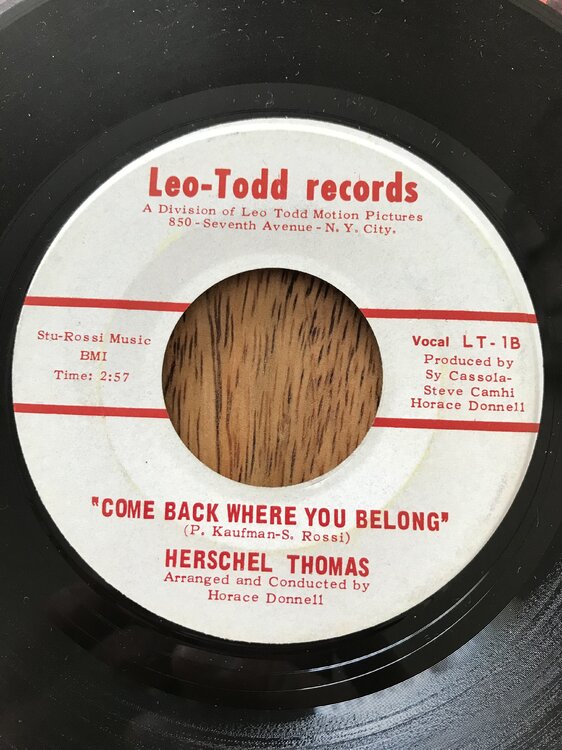 Leo-Todd records
A Division of Leo Todd Motion Pictures
850 - Seventh Avenue - N. Y. City.
Stu-Rossi Music
BMI
Time: 2:57
Vocal LT - 1B
Produced by
Sy Cassola-
Steve Camhi
Horace Donnell
"COME BACK WHERE YOU BELONG"
(P. Kaufman-S. Rossi)
HERSCHEL THOMAS
Arranged and Conducted by
Horace Donnell